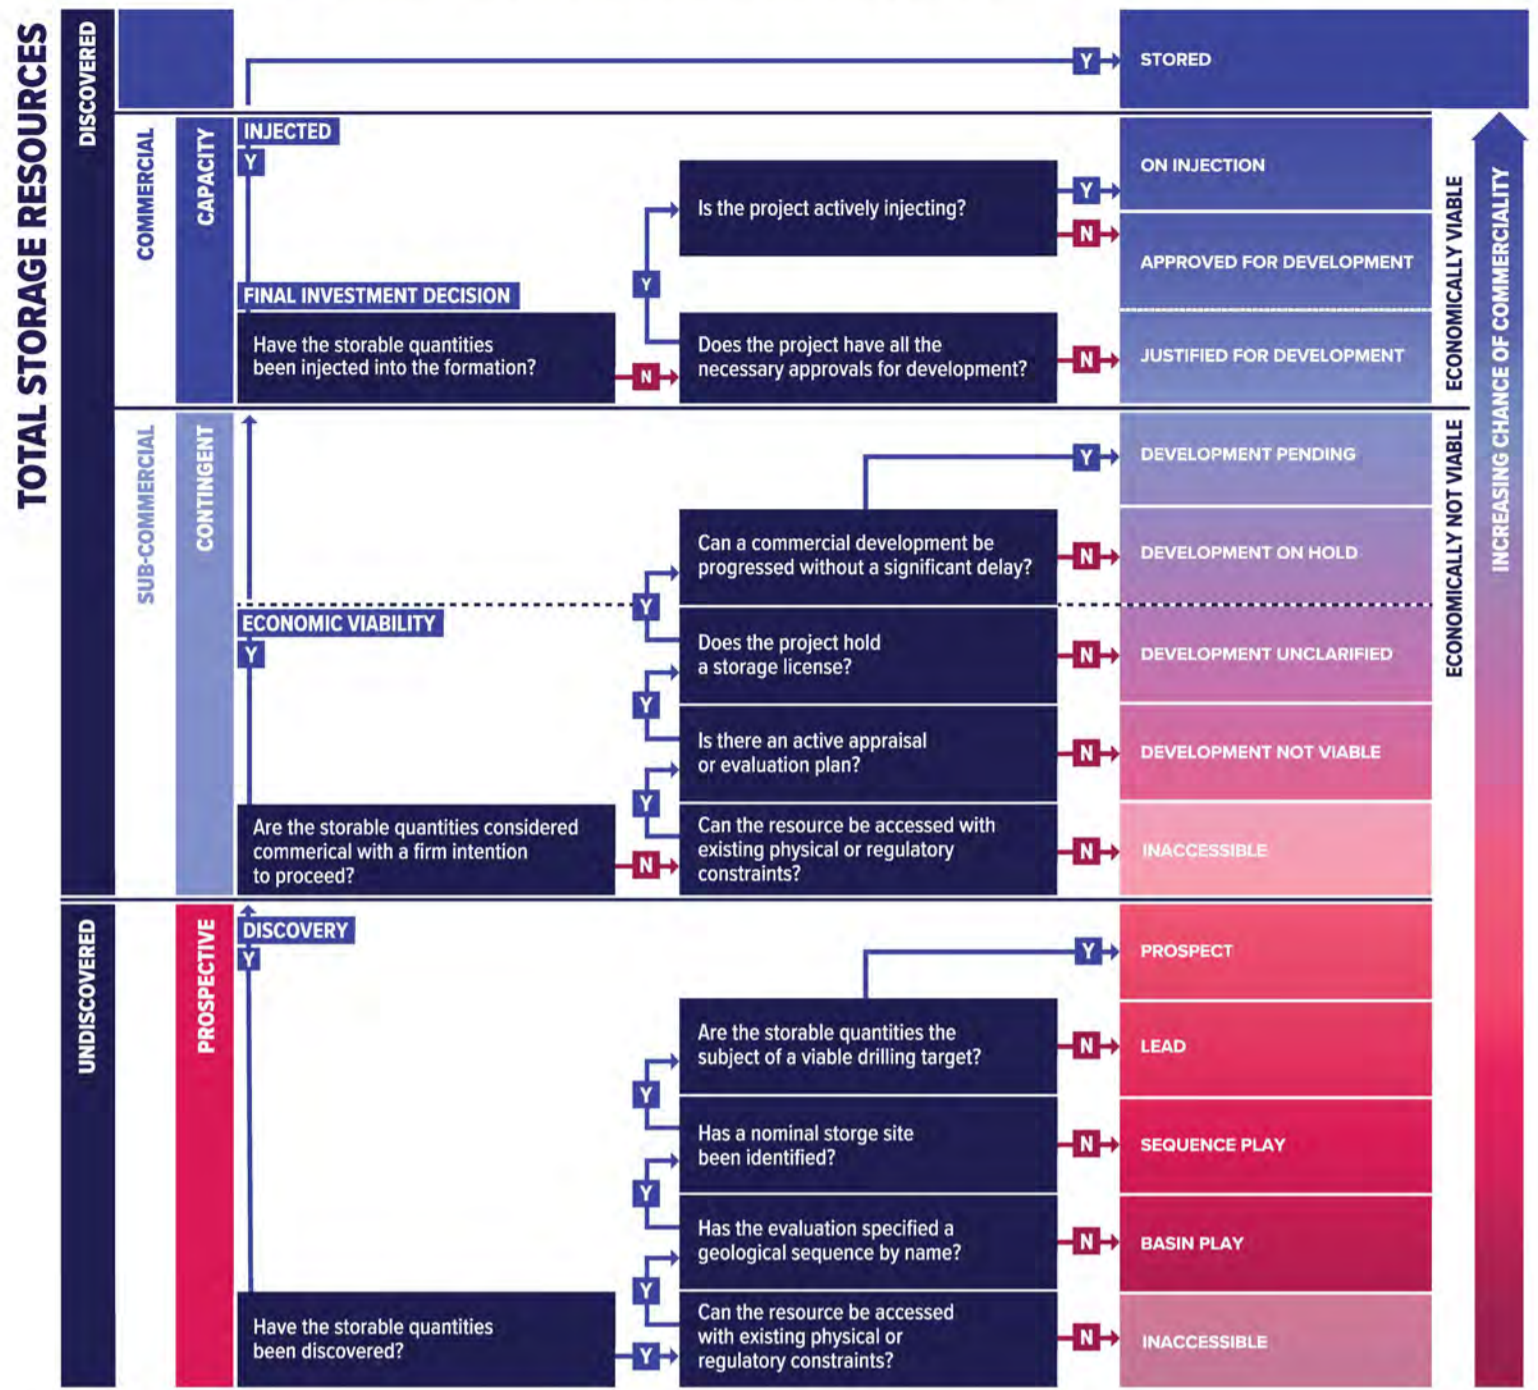 TOTAL STORAGE RESOURCES
DISCOVERED
Y
STORED
COMMERCIAL
CAPACITY
INJECTED
Y
Is the project actively injecting?
Y
ON INJECTION
N
APPROVED FOR DEVELOPMENT
Y
FINAL INVESTMENT DECISION
Have the storable quantities
been injected into the formation?
N
Does the project have all the
necessary approvals for development?
N
JUSTIFIED FOR DEVELOPMENT
ECONOMICALLY VIABLE
INCREASING CHANCE OF COMMERCIALITY
SUB-COMMERCIAL
CONTINGENT
Y
DEVELOPMENT PENDING
Can a commercial development be
progressed without a significant delay?
N
DEVELOPMENT ON HOLD
Y
ECONOMIC VIABILITY
Y
Does the project hold
a storage license?
N
DEVELOPMENT UNCLARIFIED
Y
Is there an active appraisal
or evaluation plan?
N
DEVELOPMENT NOT VIABLE
Y
Are the storable quantities considered
commerical with a firm intention
to proceed?
N
Can the resource be accessed with
existing physical or regulatory
constraints?
N
INACCESSIBLE
ECONOMICALLY NOT VIABLE
UNDISCOVERED
PROSPECTIVE
DISCOVERY
Y
Y
PROSPECT
Are the storable quantities the
subject of a viable drilling target?
N
LEAD
Y
Has a nominal storge site
been identified?
N
SEQUENCE PLAY
Y
Has the evaluation specified a
geological sequence by name?
N
BASIN PLAY
Y
Have the storable quantities
been discovered?
Y
Can the resource be accessed
with existing physical or
regulatory constraints?
N
INACCESSIBLE